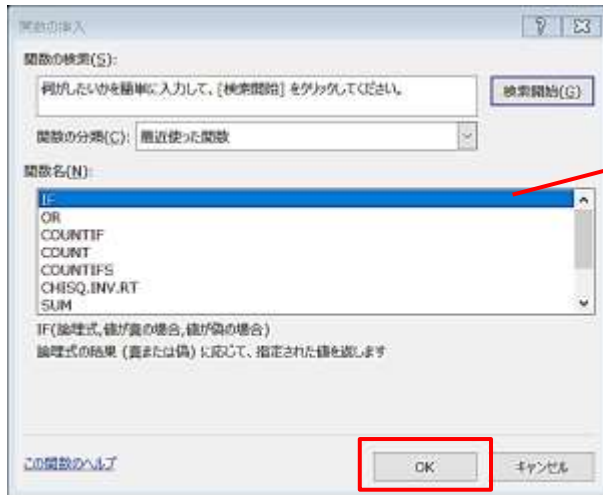 関数の挿入
関数の検索(S):
何がしたいかを簡単に入力して、[検索開始] をクリックしてください。
検索開始(G)
関数の分類(C): 最近使った関数
関数名(N):
IF
OR
COUNTIF
COUNT
COUNTIFS
CHISQ.INV.RT
SUM
IF(論理式,値が真の場合,値が偽の場合)
論理式の結果 (真または偽) に応じて、指定された値を返します
この関数のヘルプ
OK
キャンセル